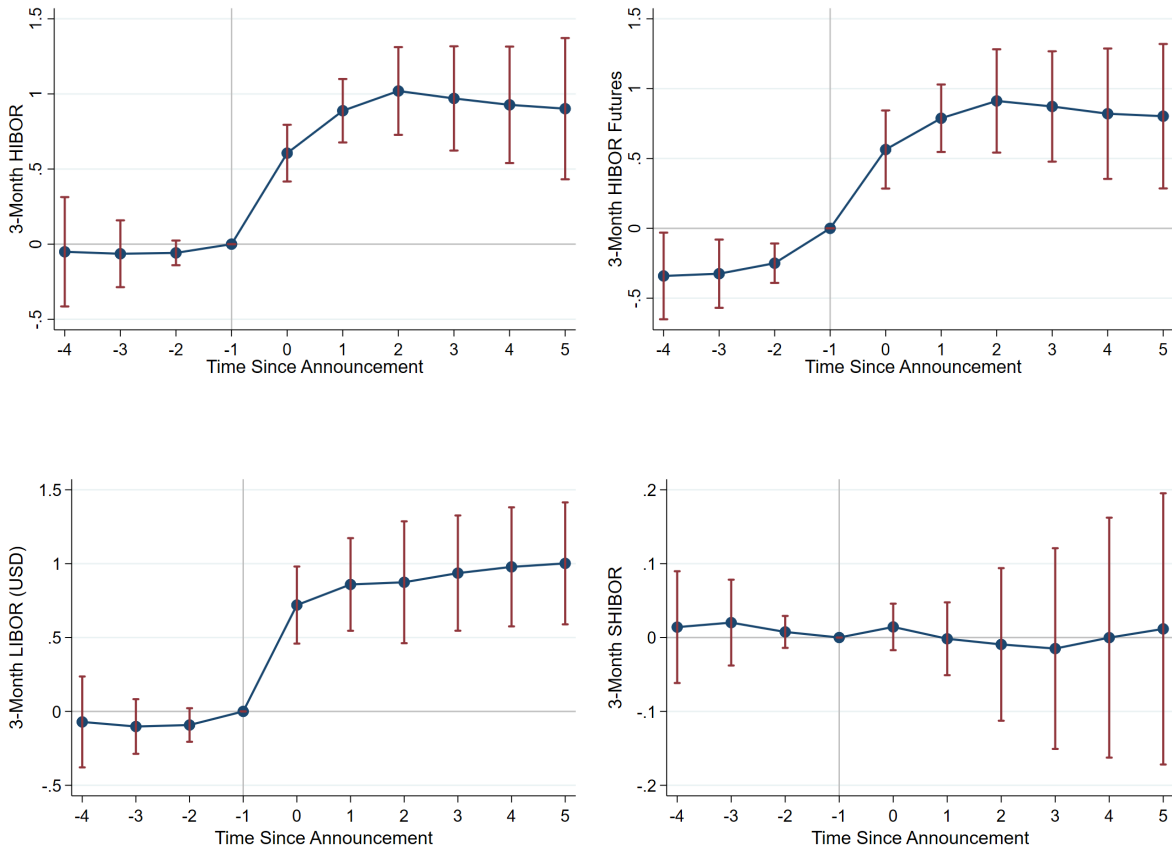 3-Month HIBOR
1.5
1
.5
0
-.5
-4 -3 -2 -1 0 1 2 3 4 5
Time Since Announcement
3-Month HIBOR Futures
1.5
1
.5
0
-.5
-4 -3 -2 -1 0 1 2 3 4 5
Time Since Announcement
3-Month LIBOR (USD)
1.5
1
.5
0
-.5
-4 -3 -2 -1 0 1 2 3 4 5
Time Since Announcement
3-Month SHIBOR
.2
.1
0
-.1
-.2
-4 -3 -2 -1 0 1 2 3 4 5
Time Since Announcement